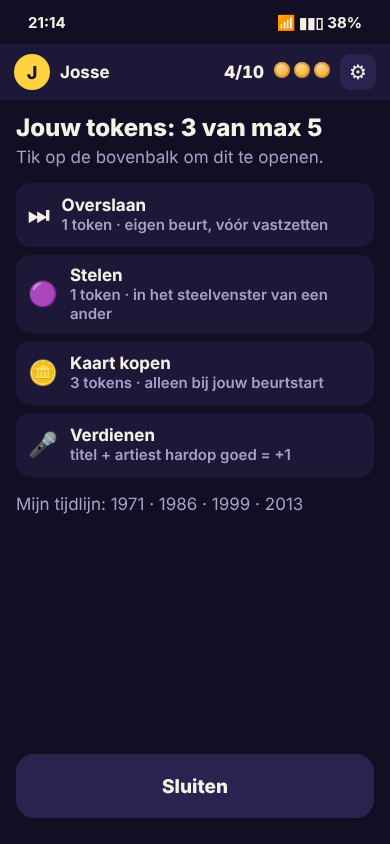 21:14
38%
J
Josse
4/10
Jouw tokens: 3 van max 5
Tik op de bovenbalk om dit te openen.
Overslaan
1 token · eigen beurt, vóór vastzetten
Stelen
1 token · in het steelvenster van een
ander
Kaart kopen
3 tokens · alleen bij jouw beurtstart
Verdienen
titel + artiest hardop goed = +1
Mijn tijdlijn: 1971 · 1986 · 1999 · 2013
Sluiten